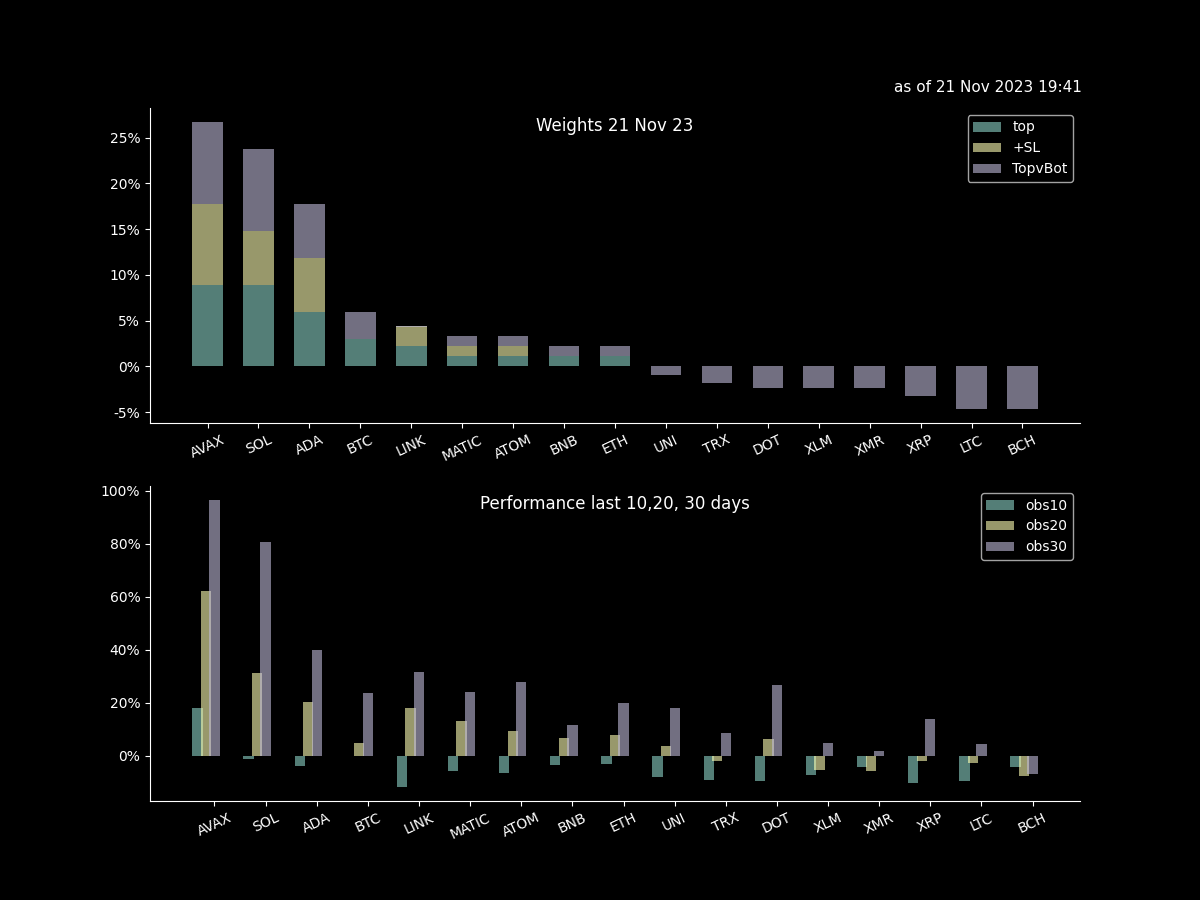 as of 21 Nov 2023 19:41
Weights 21 Nov 23
top
+SL
TopvBot
25%
20%
15%
10%
5%
0%
-5%
AVAX SOL ADA BTC LINK MATIC ATOM BNB ETH UNI TRX DOT XLM XMR XRP LTC BCH
Performance last 10,20, 30 days
obs10
obs20
obs30
100%
80%
60%
40%
20%
0%
AVAX SOL ADA BTC LINK MATIC ATOM BNB ETH UNI TRX DOT XLM XMR XRP LTC BCH